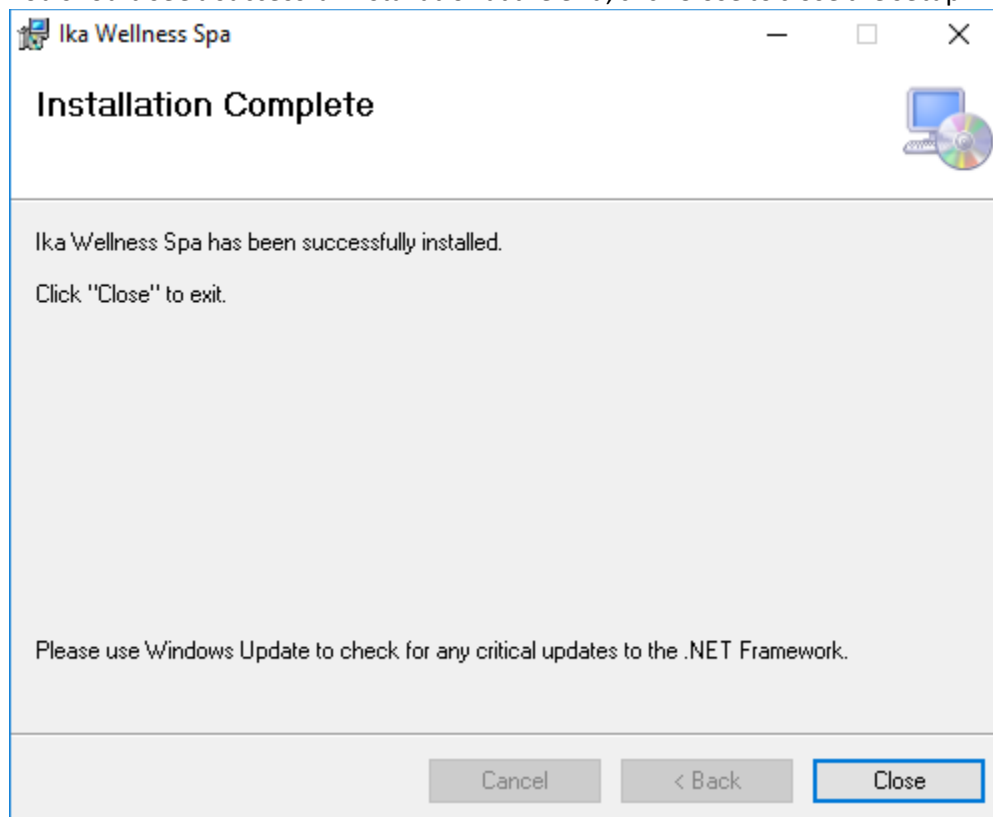 Ika Wellness Spa
Installation Complete
Ika Wellness Spa has been successfully installed.
Click "Close" to exit.
Please use Windows Update to check for any critical updates to the .NET Framework.
Cancel
< Back
Close